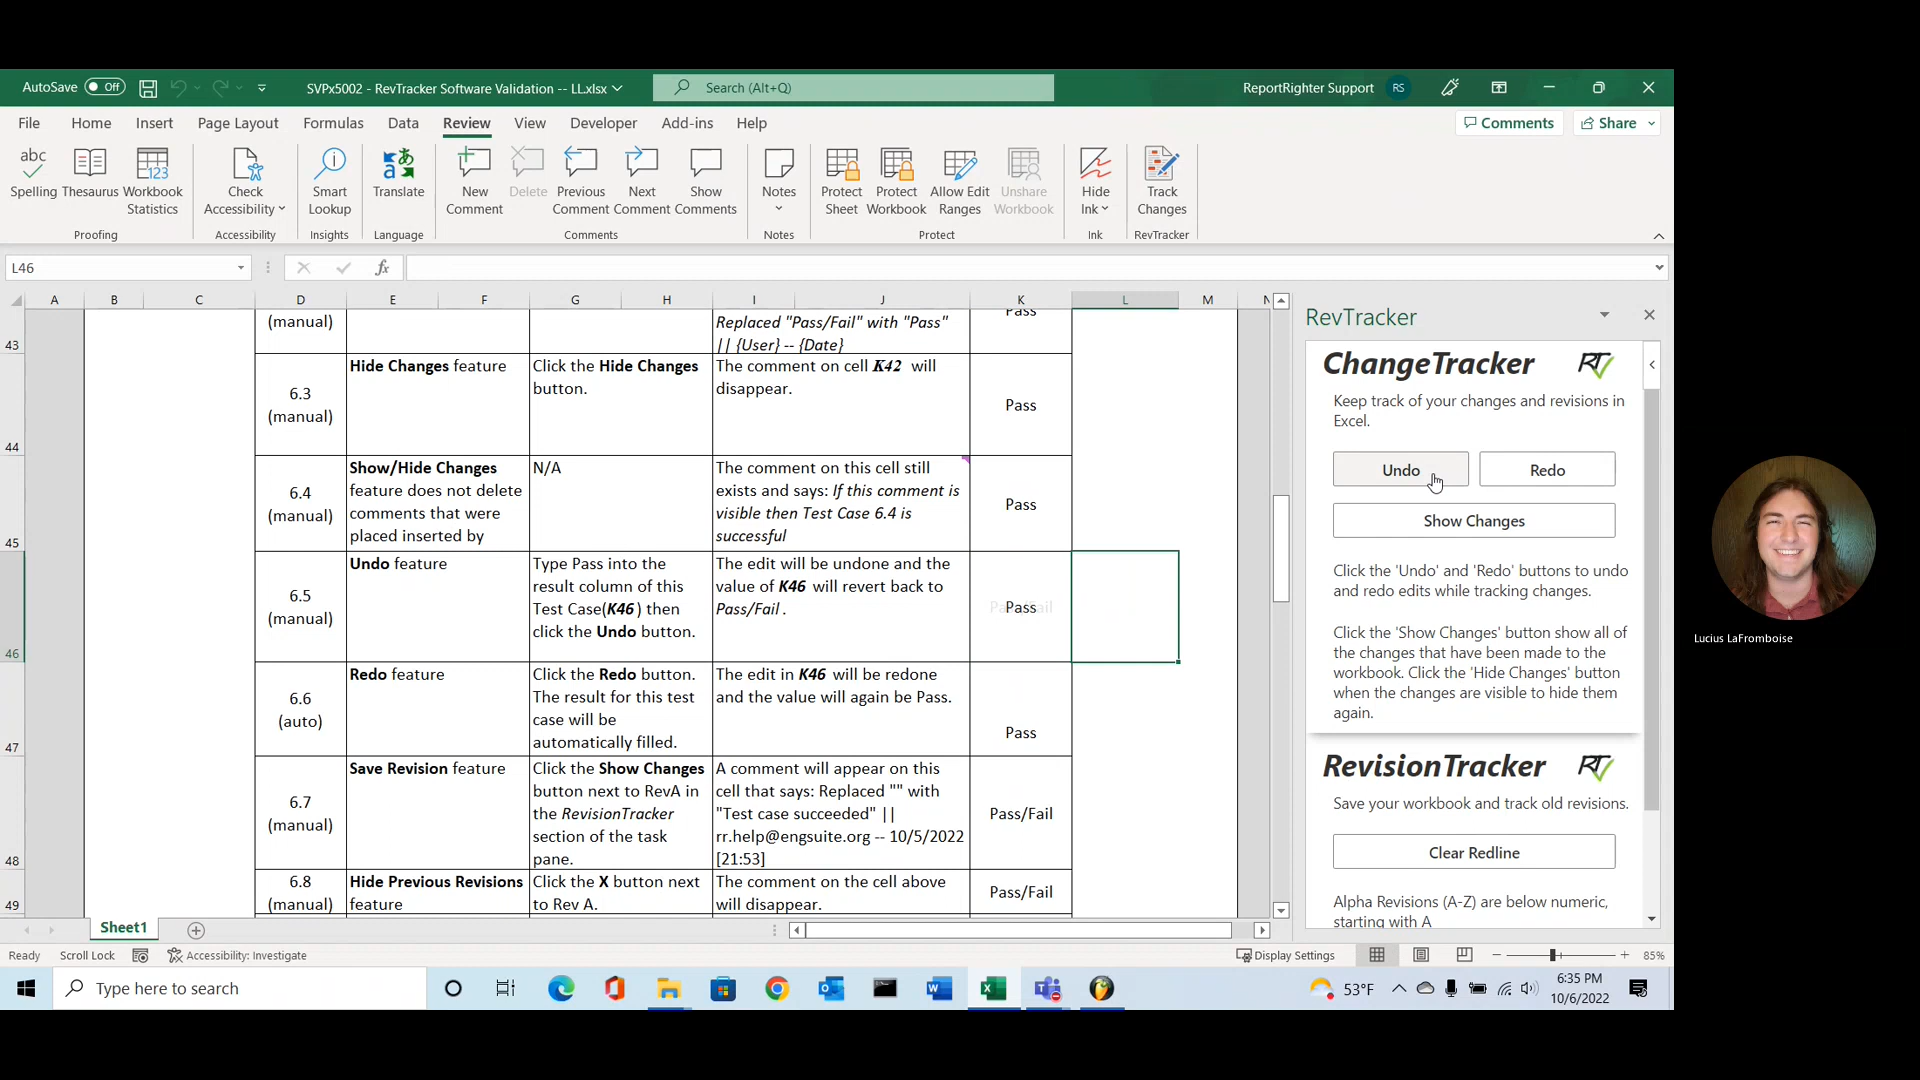 AutoSave Off SVPx5002 - RevTracker Software Validation -- LL.xlsx Search (Alt+Q) ReportRighter Support RS
File Home Insert Page Layout Formulas Data Review View Developer Add-ins Help Comments Share
abc
123
Spelling Thesaurus Workbook
Statistics
Check
Accessibility
Smart
Lookup
Translate
New
Comment
Delete
Previous
Comment
Next
Comment
Show
Comments
Notes
Protect
Sheet
Protect
Workbook
Allow Edit
Ranges
Unshare
Workbook
Hide
Ink
Track
Changes
Proofing Accessibility Insights Language Comments Notes Protect Ink RevTracker
L46 fx
A B C D E F G H I J K L M N
43
(manual)
Replaced "Pass/Fail" with "Pass"
|| {User} -- {Date}
Pass
44
6.3
(manual)
Hide Changes feature
Click the Hide Changes
button.
The comment on cell K42 will
disappear.
Pass
45
6.4
(manual)
Show/Hide Changes
feature does not delete
comments that were
placed inserted by
N/A
The comment on this cell still
exists and says: If this comment is
visible then Test Case 6.4 is
successful
Pass
46
6.5
(manual)
Undo feature
Type Pass into the
result column of this
Test Case(K46) then
click the Undo button.
The edit will be undone and the
value of K46 will revert back to
Pass/Fail.
Pass
47
6.6
(auto)
Redo feature
Click the Redo button.
The result for this test
case will be
automatically filled.
The edit in K46 will be redone
and the value will again be Pass.
Pass
48
6.7
(manual)
Save Revision feature
Click the Show Changes
button next to RevA in
the RevisionTracker
section of the task
pane.
A comment will appear on this
cell that says: Replaced "" with
"Test case succeeded" ||
rr.help@engsuite.org -- 10/5/2022
[21:53]
Pass/Fail
49
6.8
(manual)
Hide Previous Revisions
feature
Click the X button next
to Rev A.
The comment on the cell above
will disappear.
Pass/Fail
RevTracker
ChangeTracker RT
Keep track of your changes and revisions in
Excel.
Undo Redo
Show Changes
Click the 'Undo' and 'Redo' buttons to undo
and redo edits while tracking changes.
Click the 'Show Changes' button show all of
the changes that have been made to the
workbook. Click the 'Hide Changes' button
when the changes are visible to hide them
again.
RevisionTracker RT
Save your workbook and track old revisions.
Clear Redline
Alpha Revisions (A-Z) are below numeric,
starting with A
Lucius LaFromboise
Sheet1
Ready Scroll Lock Accessibility: Investigate Display Settings 85%
Type here to search 53°F 6:35 PM
10/6/2022